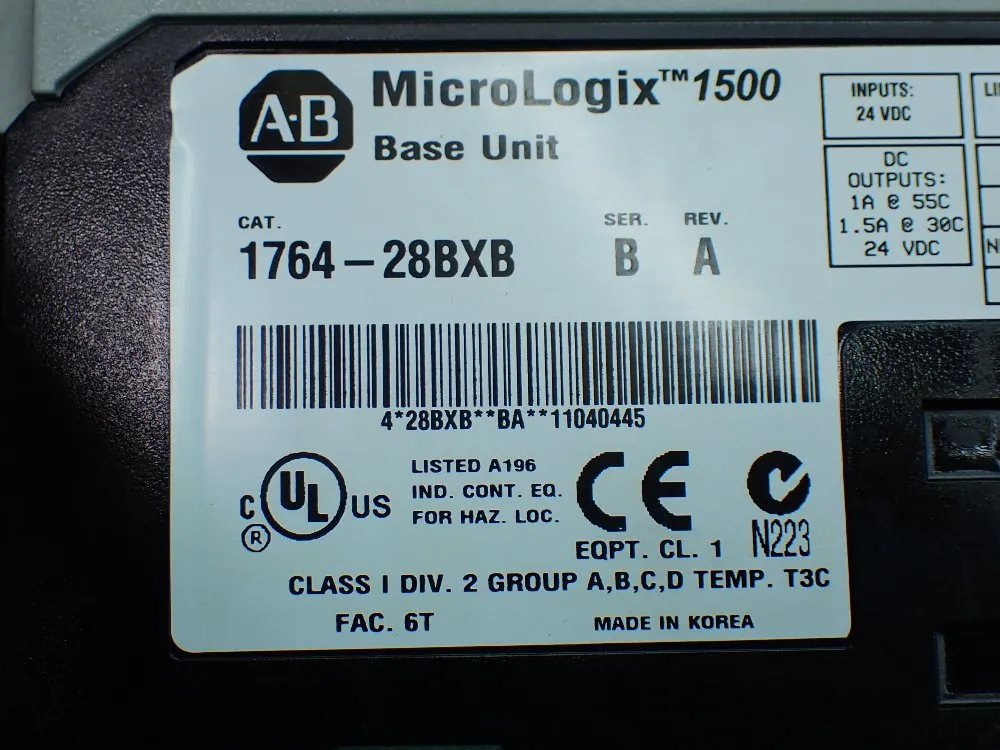 A·B
MicroLogix™1500
Base Unit
CAT.
1764-28BXB
SER.
B
REV.
A
INPUTS:
24 VDC
DC
OUTPUTS:
1A @ 55C
1.5A @ 30C
24 VDC
4*28BXB**BA**11040445
C UL US
®
LISTED A196
IND. CONT. EQ.
FOR HAZ. LOC.
CE
N223
EQPT. CL. 1
CLASS I DIV. 2 GROUP A,B,C,D TEMP. T3C
FAC. 6T
MADE IN KOREA